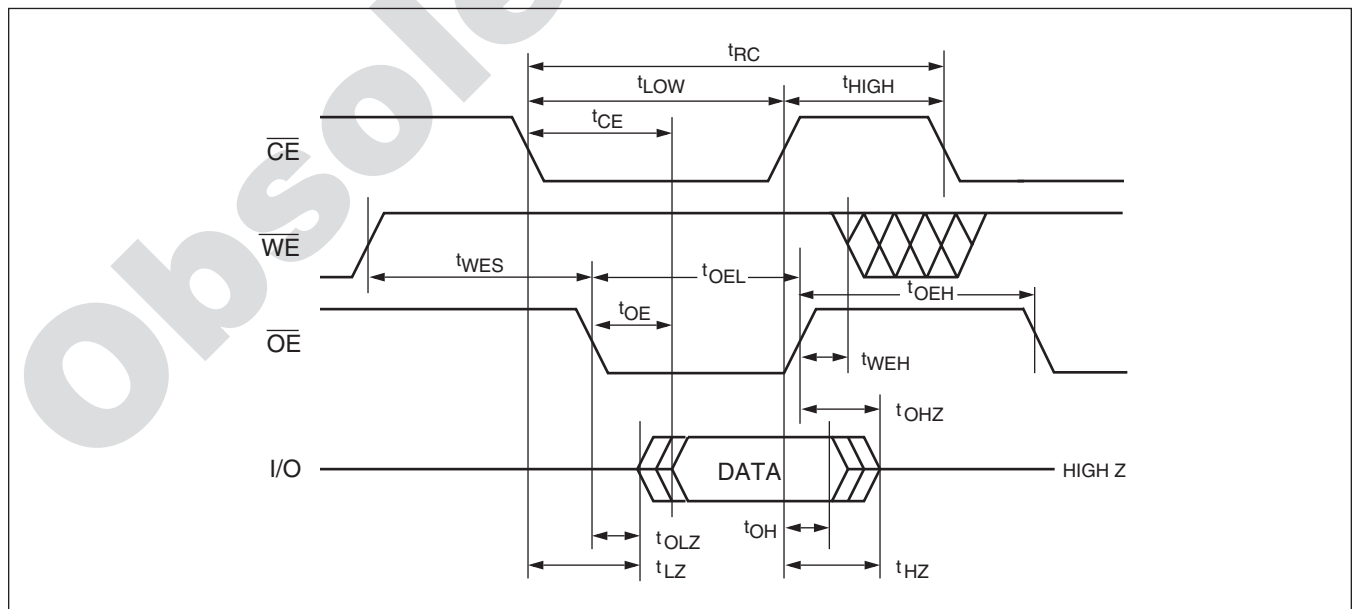 Obsole
tRC
tLOW
tHIGH
tCE
CE
WE
tWES
tOEL
tOEH
tOE
OE
tWEH
tOHZ
I/O
DATA
HIGH Z
tOLZ
tOH
tLZ
tHZ